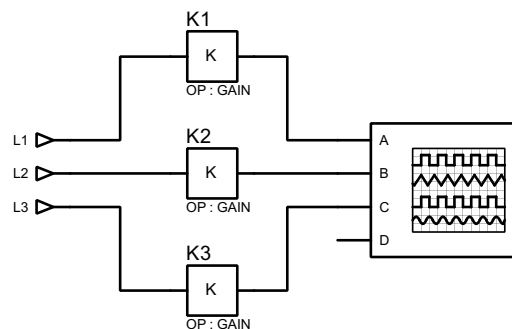 K1
K
OP : GAIN
L1
A
K2
L2
K
B
OP : GAIN
L3
C
D
K3
K
OP : GAIN